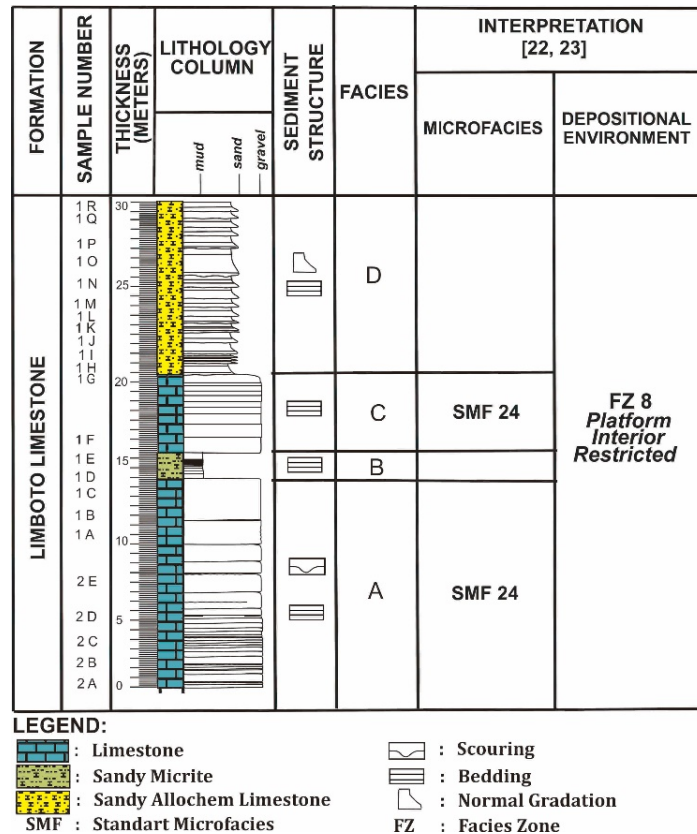 FORMATION
SAMPLE NUMBER
THICKNESS
(METERS)
LITHOLOGY
COLUMN
mud
sand
gravel
SEDIMENT
STRUCTURE
FACIES
INTERPRETATION
[22, 23]
MICROFACIES
DEPOSITIONAL
ENVIRONMENT
LIMBOTO LIMESTONE
1 R
1 Q
1 P
1 O
1 N
1 M
1 L
1 K
1 J
1 I
1 H
1 G
1 F
1 E
1 D
1 C
1 B
1 A
2 E
2 D
2 C
2 B
2 A
30
25
20
15
10
5
0
D
C
B
A
SMF 24
SMF 24
FZ 8
Platform
Interior
Restricted
LEGEND:
: Limestone
: Sandy Micrite
: Sandy Allochem Limestone
SMF : Standart Microfacies
: Scouring
: Bedding
: Normal Gradation
FZ : Facies Zone